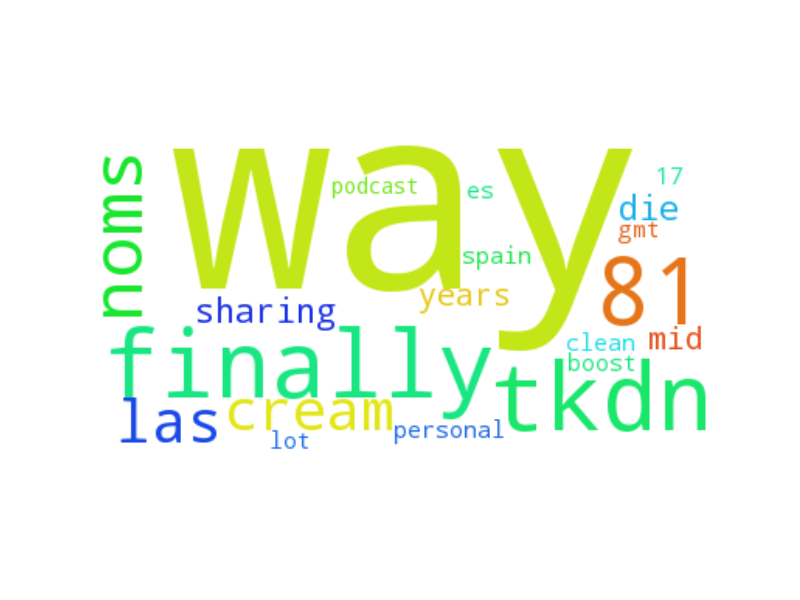 way
noms
podcast
es
17
die
gmt
spain
81
years
sharing
finally
mid
clean
boost
tkdn
las
cream
personal
lot